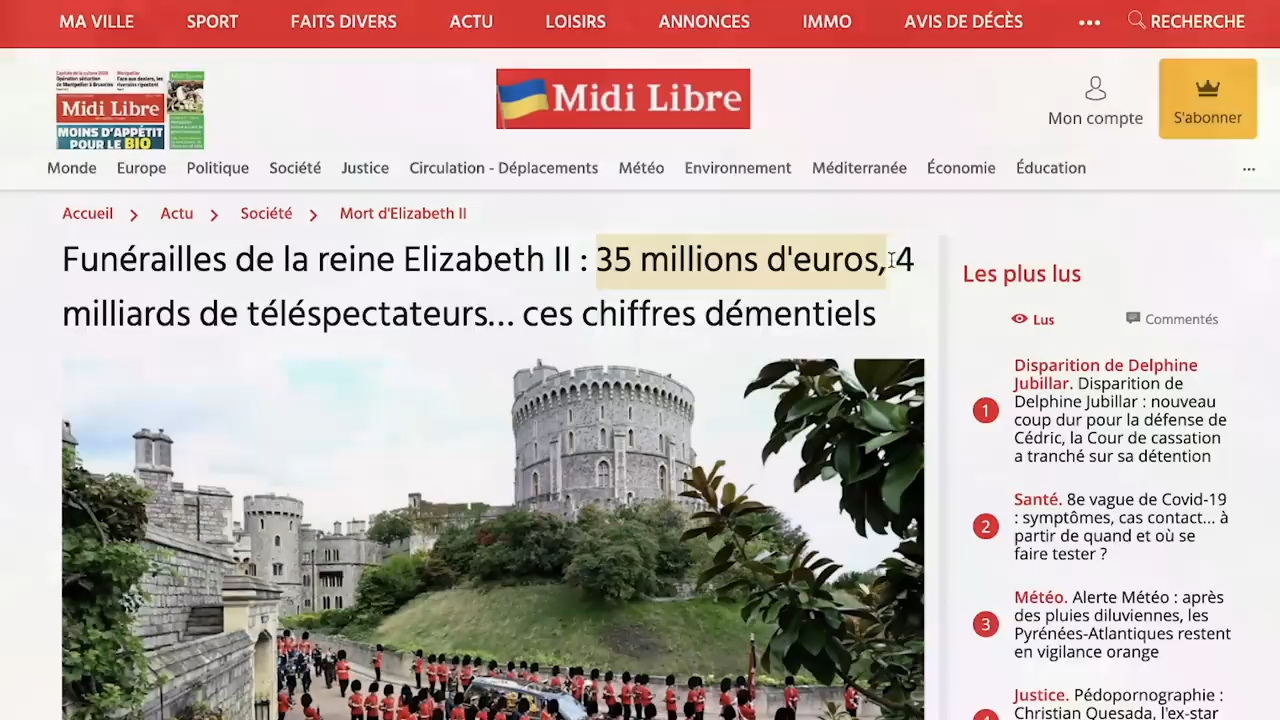 MA VILLE SPORT FAITS DIVERS ACTU LOISIRS ANNONCES IMMO AVIS DE DÉCÈS ••• RECHERCHE
Midi Libre
MOINS D'APPÉTIT
POUR LE BIO
Midi Libre
Mon compte
S'abonner
Monde Europe Politique Société Justice Circulation - Déplacements Météo Environnement Méditerranée Économie Éducation ...
Accueil > Actu > Société > Mort d'Elizabeth II
Funérailles de la reine Elizabeth II : 35 millions d'euros, 4
milliards de téléspectateurs... ces chiffres démentiels
Les plus lus
Lus Commentés
1
Disparition de Delphine
Jubillar. Disparition de
Delphine Jubillar : nouveau
coup dur pour la défense de
Cédric, la Cour de cassation
a tranché sur sa détention
2
Santé. 8e vague de Covid-19
: symptômes, cas contact... à
partir de quand et où se
faire tester ?
3
Météo. Alerte Météo : après
des pluies diluviennes, les
Pyrénées-Atlantiques restent
en vigilance orange
Justice. Pédopornographie :
Christian Quesada, l'ex-star